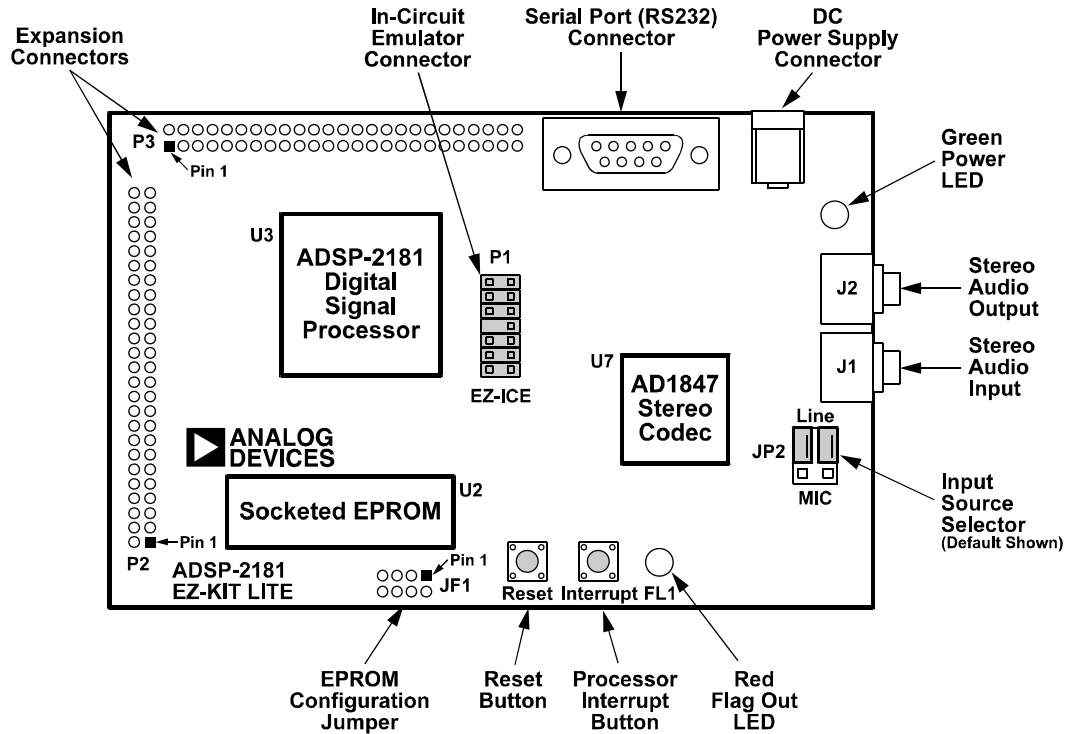 Expansion
Connectors
In-Circuit
Emulator
Connector
Serial Port (RS232)
Connector
DC
Power Supply
Connector
P3
Pin 1
Green
Power
LED
U3
ADSP-2181
Digital
Signal
Processor
P1
EZ-ICE
J2
Stereo
Audio
Output
J1
Stereo
Audio
Input
U7
AD1847
Stereo
Codec
Line
JP2
MIC
Input
Source
Selector
(Default Shown)
ANALOG
DEVICES
U2
Socketed EPROM
Pin 1
P2
ADSP-2181
EZ-KIT LITE
Pin 1
JF1
Reset
Interrupt
FL1
EPROM
Configuration
Jumper
Reset
Button
Processor
Interrupt
Button
Red
Flag Out
LED